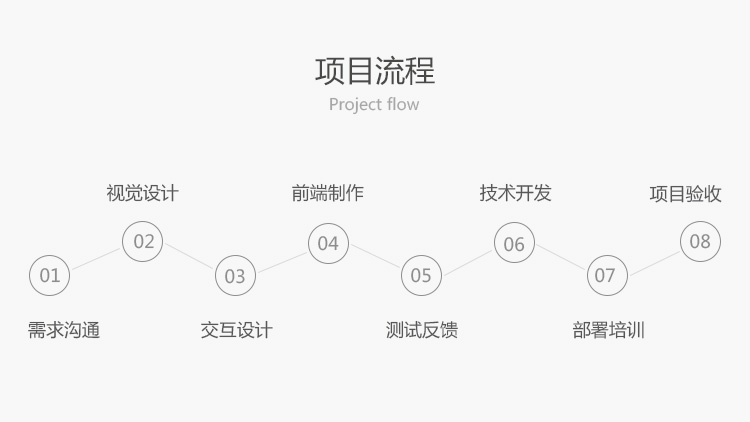 项目流程
Project flow
视觉设计
前端制作
技术开发
项目验收
01
02
03
04
05
06
07
08
需求沟通
交互设计
测试反馈
部署培训